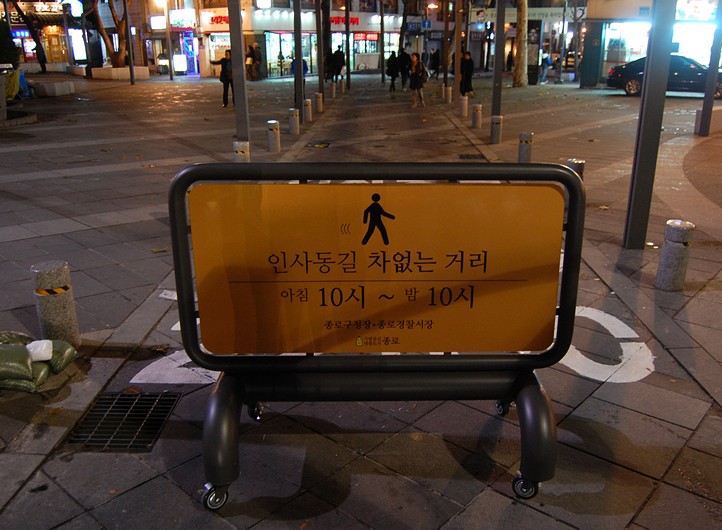 인사동길 차없는 거리
아침 10시 ~ 밤 10시
종로구청장·종로경찰서장
종로